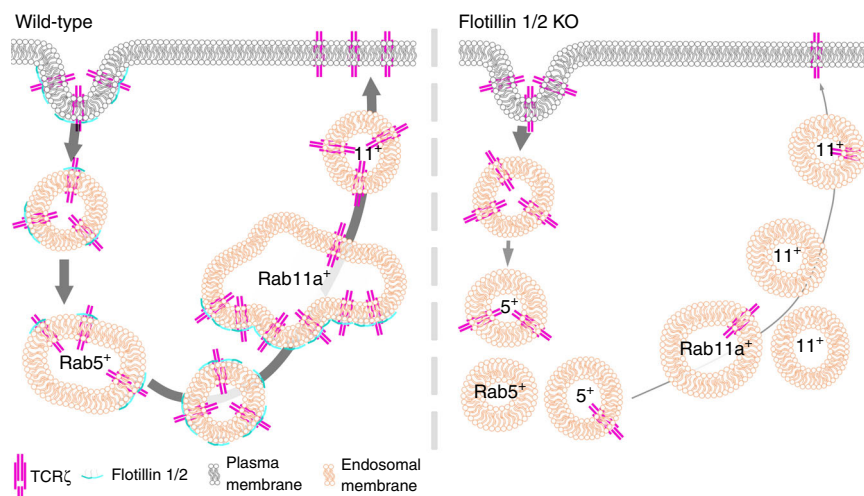 Wild-type
Rab5⁺
Rab11a⁺
11⁺
Flotillin 1/2 KO
5⁺
Rab5⁺
5⁺
Rab11a⁺
11⁺
11⁺
11⁺
TCRζ
Flotillin 1/2
Plasma
membrane
Endosomal
membrane